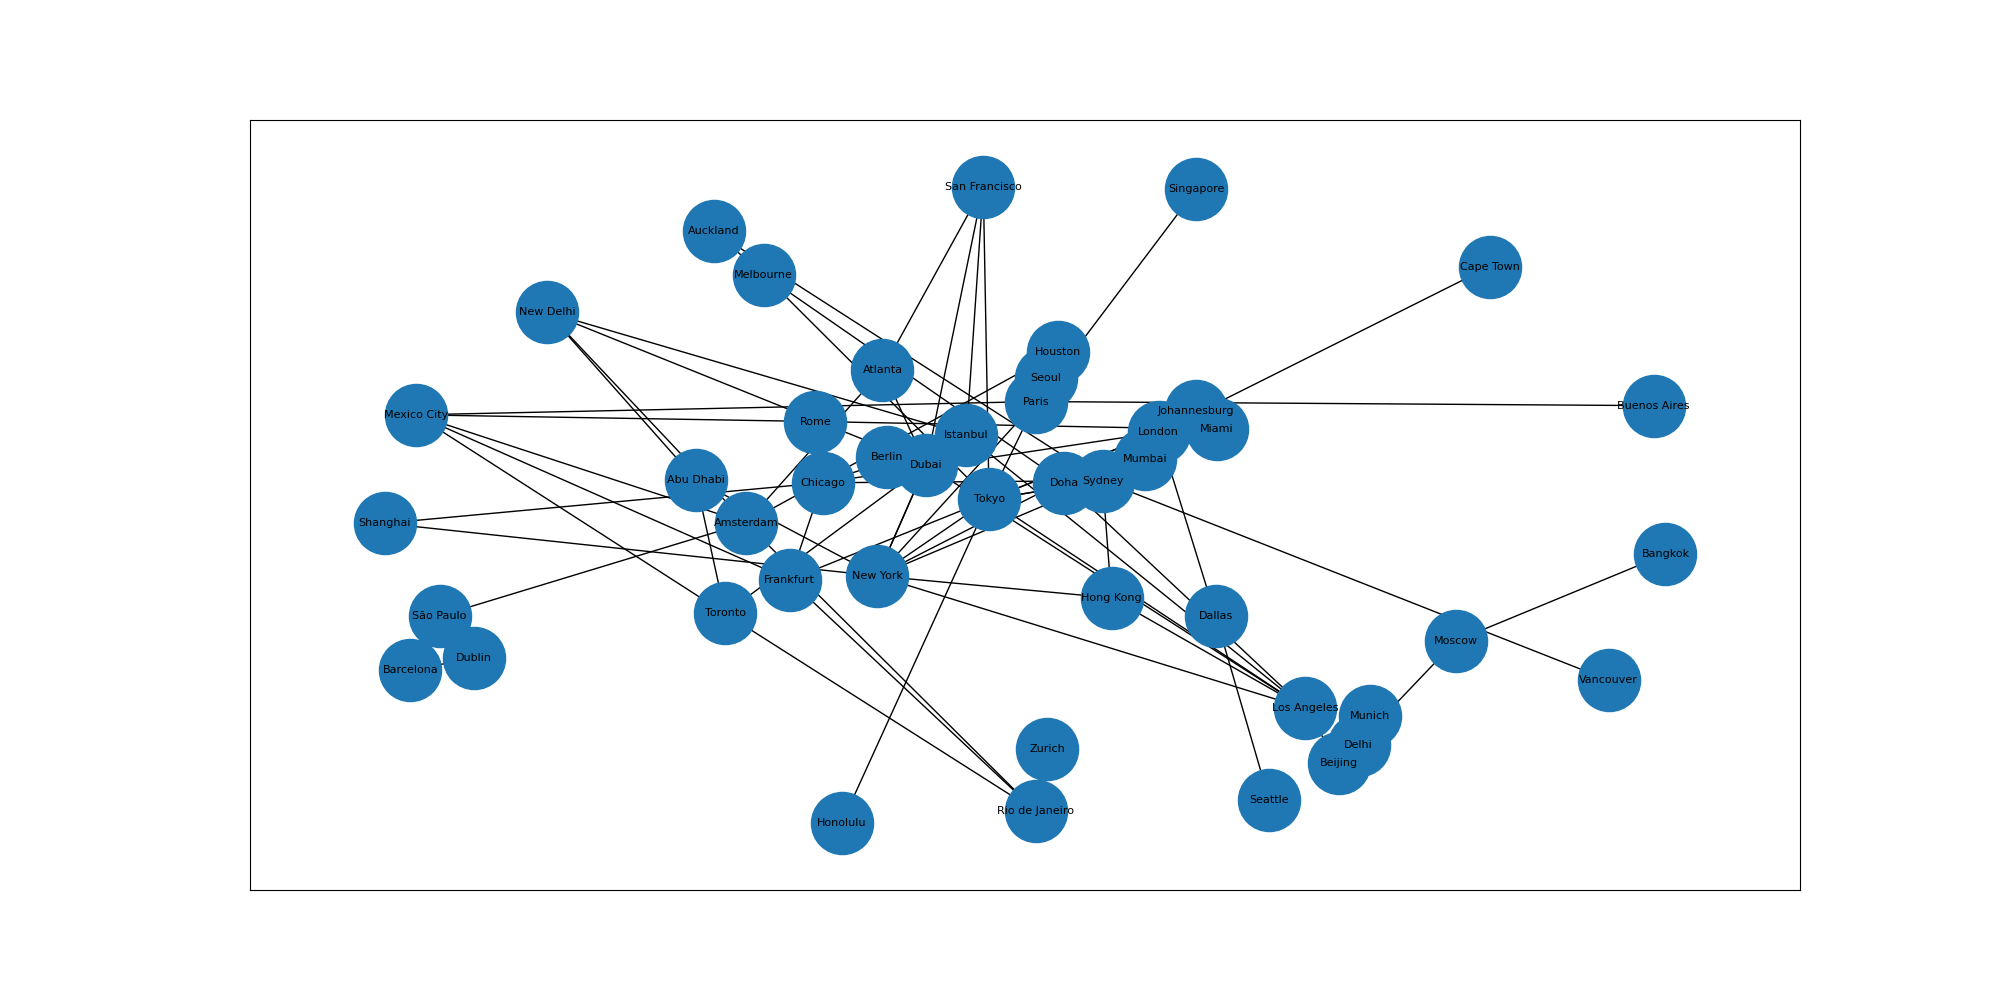 San Francisco
Singapore
Auckland
Cape Town
Melbourne
New Delhi
Houston
Atlanta
Seoul
Paris
Buenos Aires
Johannesburg
Mexico City
Rome
Miami
London
Istanbul
Berlin
Mumbai
Dubai
Abu Dhabi
Chicago
Doha
Sydney
Tokyo
Shanghai
Amsterdam
Bangkok
New York
Frankfurt
Hong Kong
Toronto
São Paulo
Dallas
Moscow
Dublin
Barcelona
Vancouver
Los Angeles
Munich
Delhi
Zurich
Beijing
Seattle
Rio de Janeiro
Honolulu